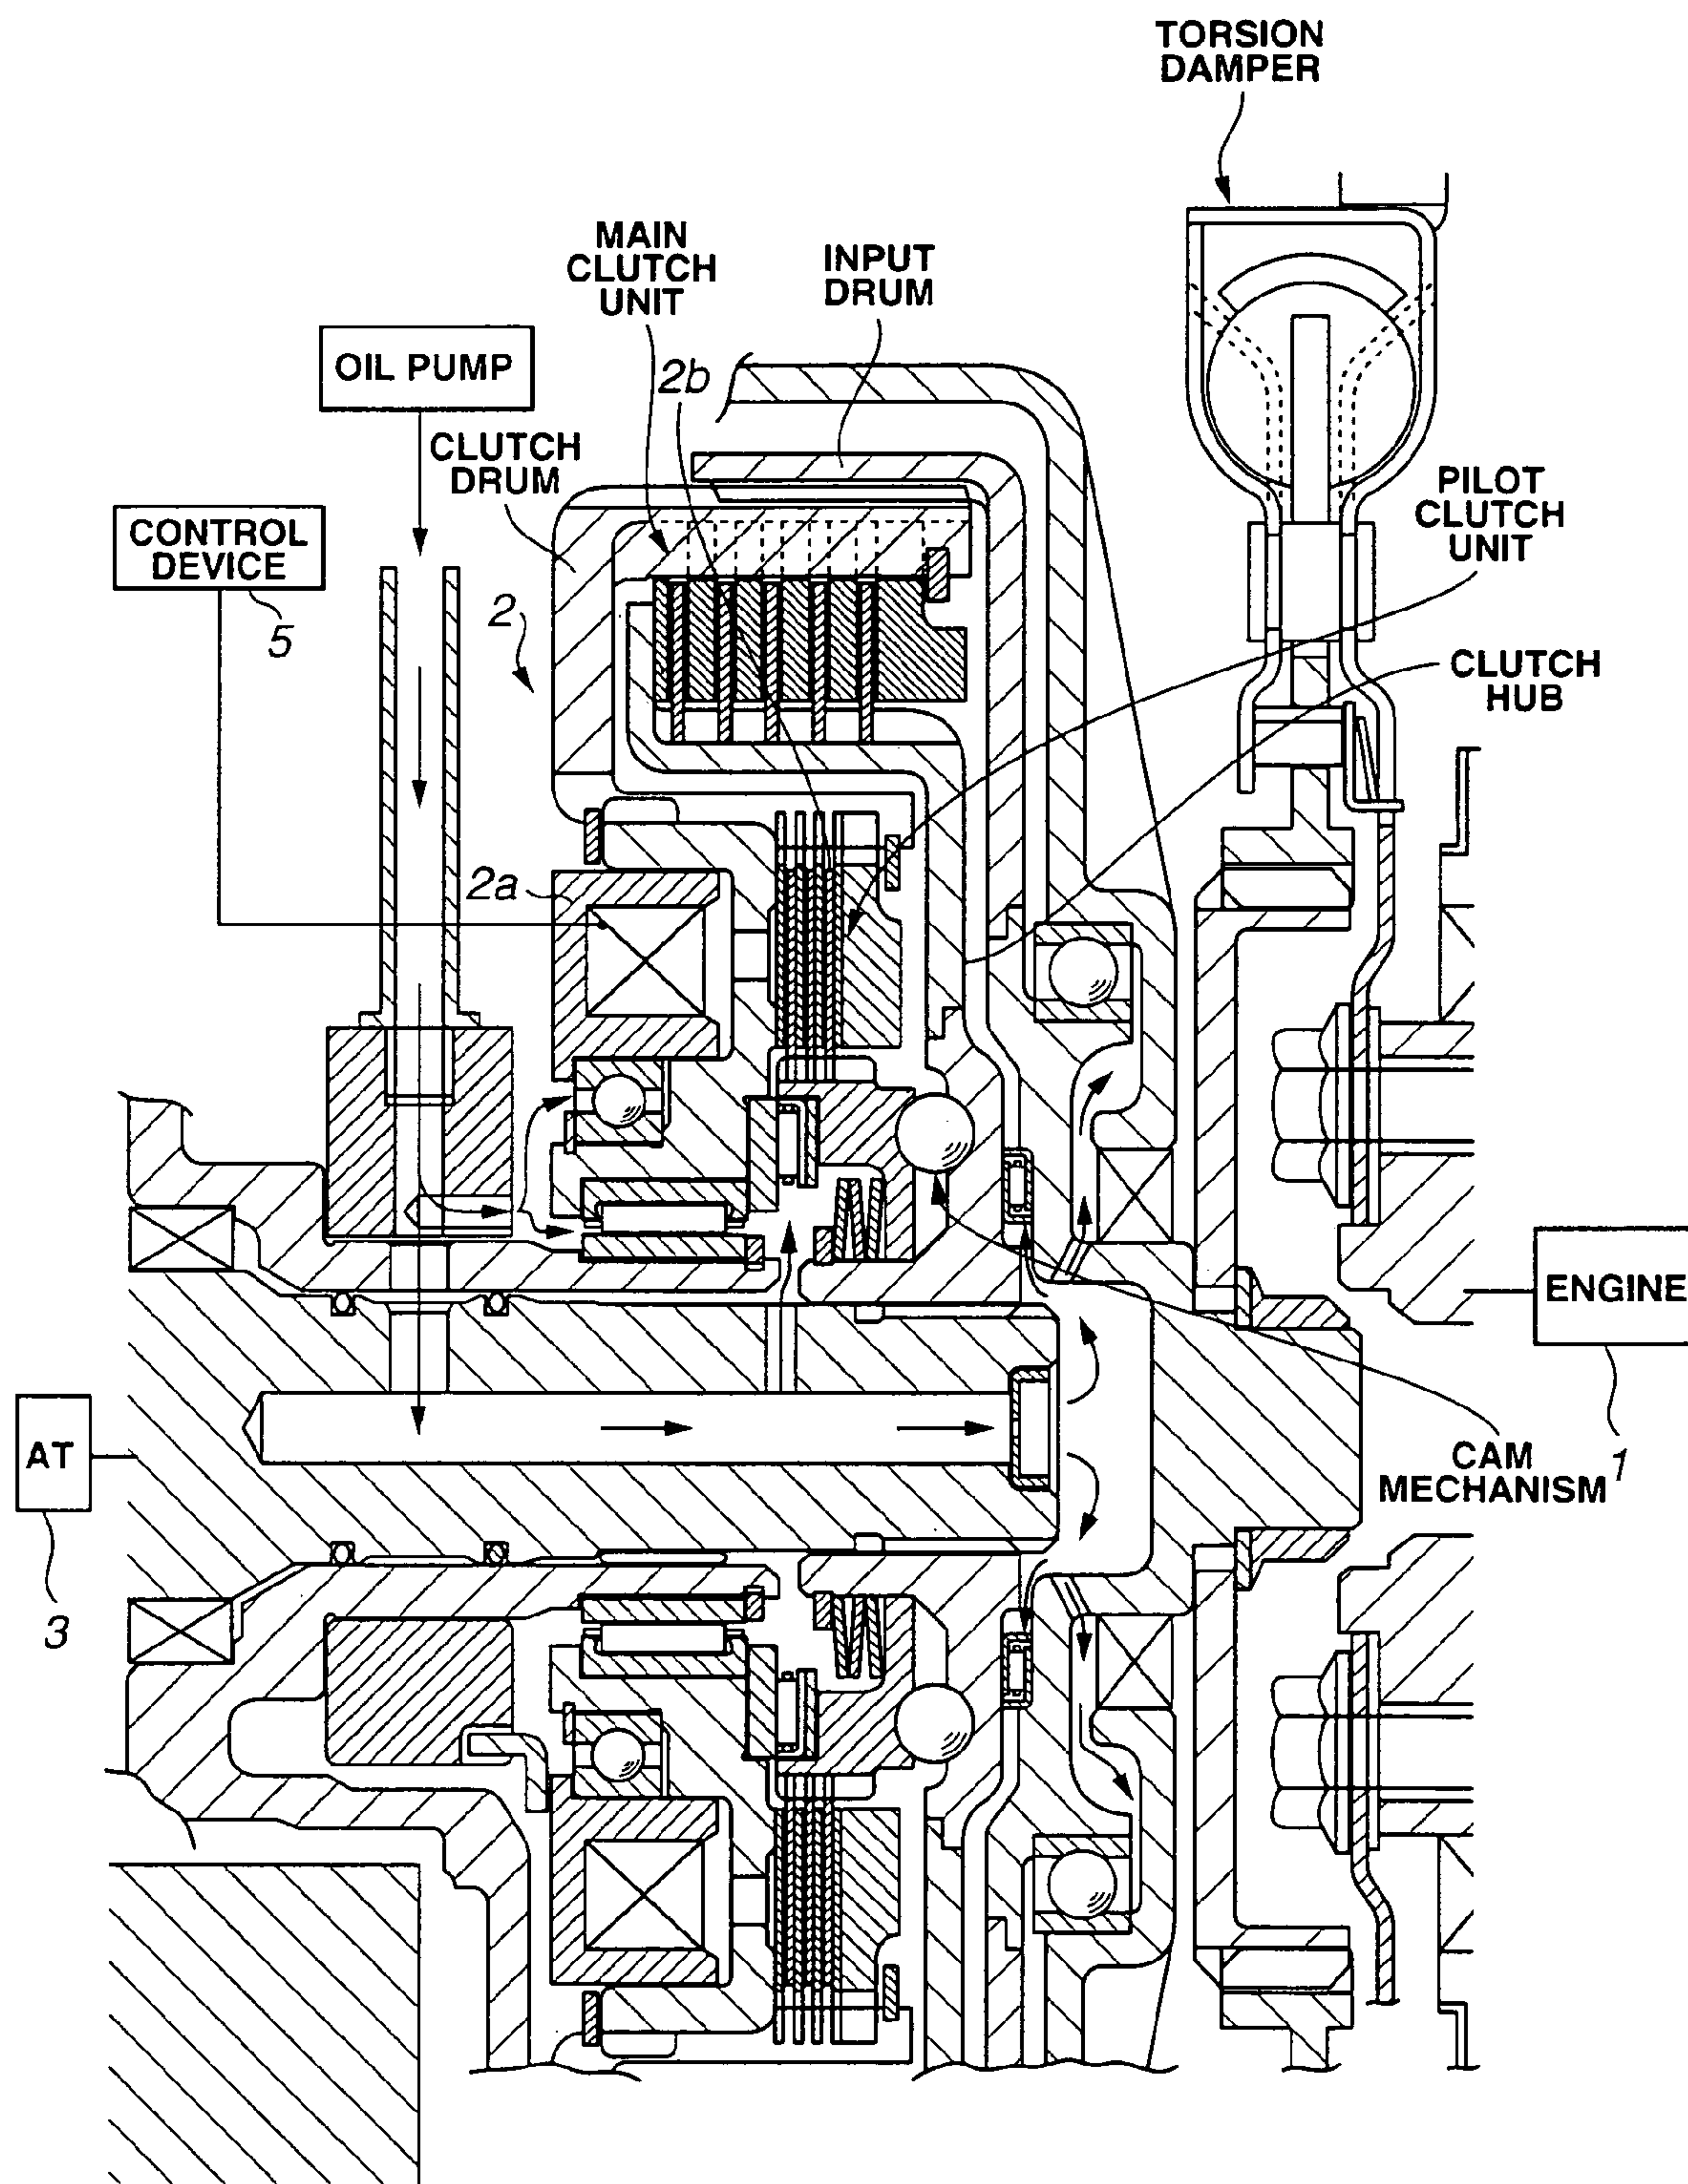 TORSION
DAMPER
MAIN
CLUTCH
UNIT
INPUT
DRUM
OIL PUMP
2b
CLUTCH
DRUM
PILOT
CLUTCH
UNIT
CONTROL
DEVICE
5
2
CLUTCH
HUB
2a
ENGINE
1
AT
3
CAM
MECHANISM